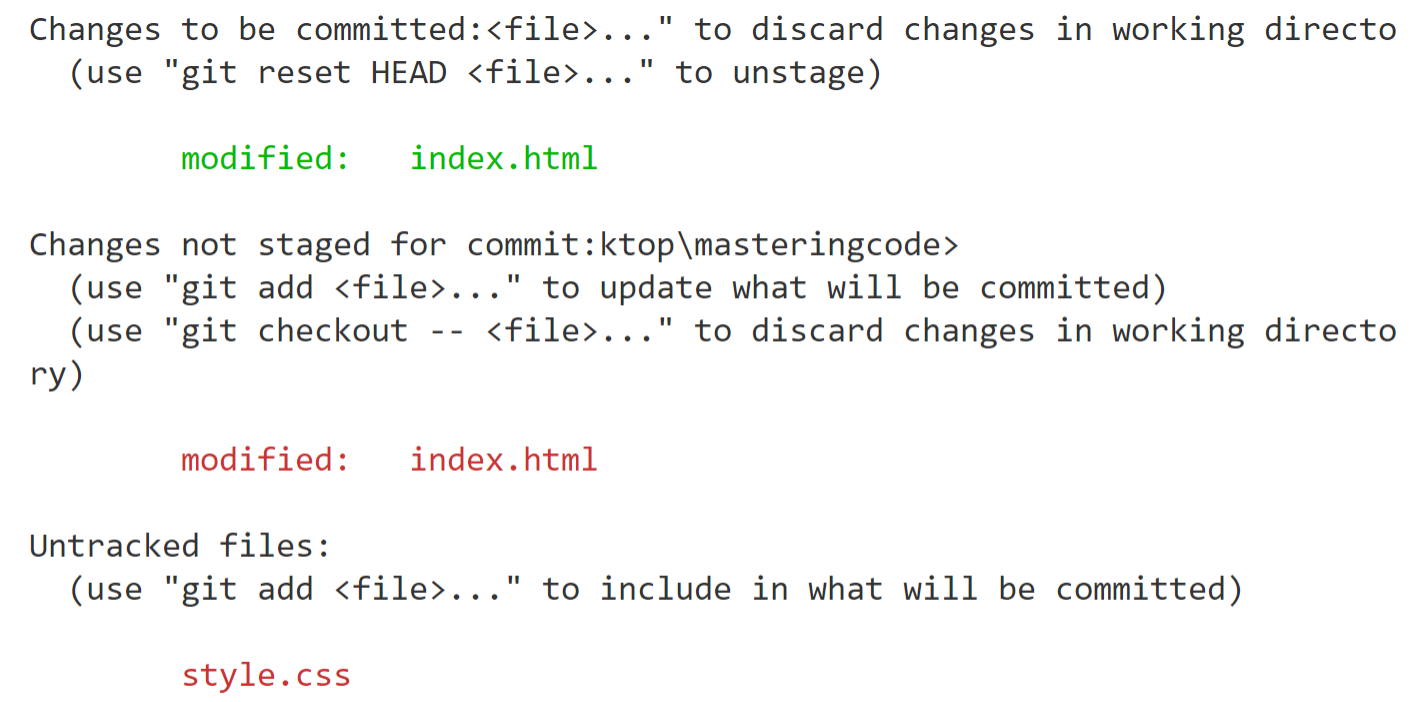 Changes to be committed:<file>..." to discard changes in working directo
  (use "git reset HEAD <file>..." to unstage)
        modified:   index.html
Changes not staged for commit:ktop\masteringcode>
  (use "git add <file>..." to update what will be committed)
  (use "git checkout -- <file>..." to discard changes in working directo
ry)
        modified:   index.html
Untracked files:
  (use "git add <file>..." to include in what will be committed)
        style.css